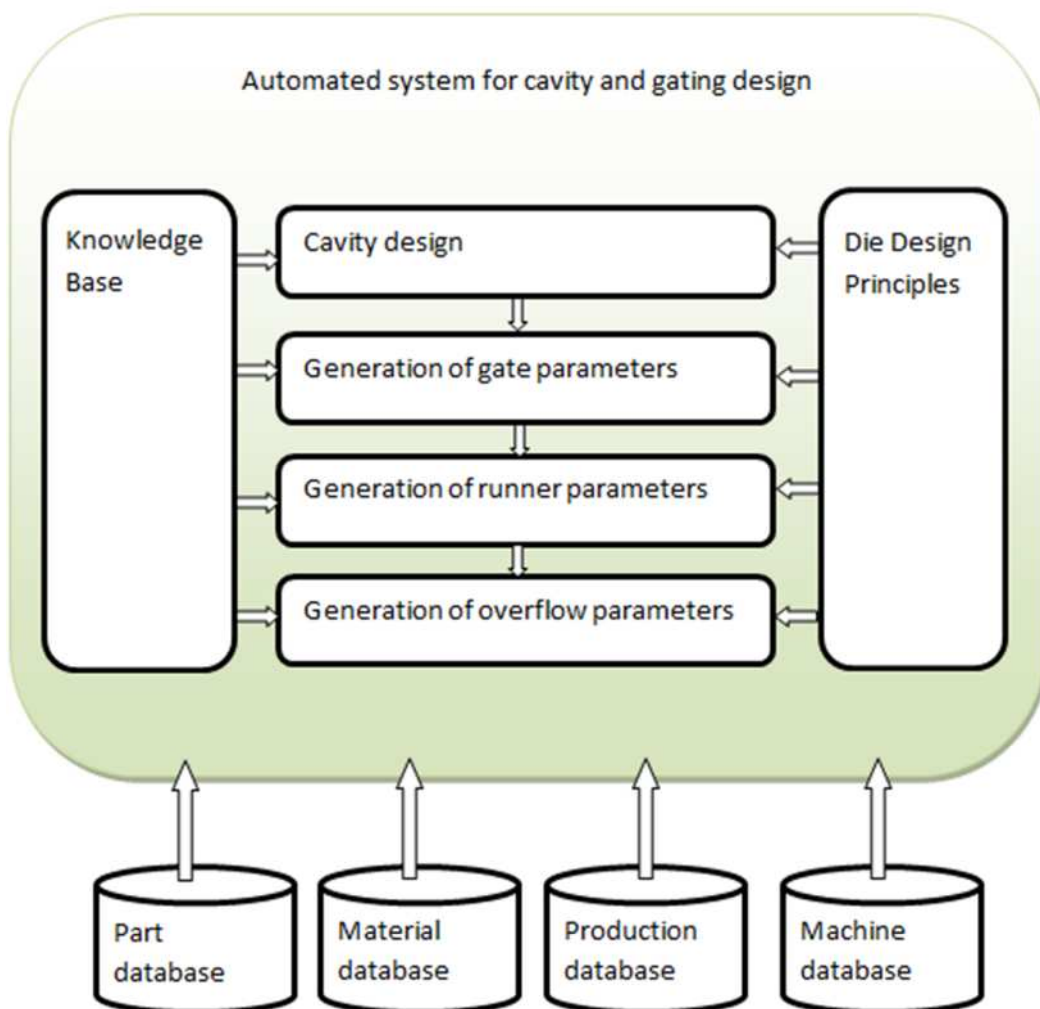 Automated system for cavity and gating design
Knowledge
Base
Cavity design
Generation of gate parameters
Generation of runner parameters
Generation of overflow parameters
Die Design
Principles
Part
database
Material
database
Production
database
Machine
database